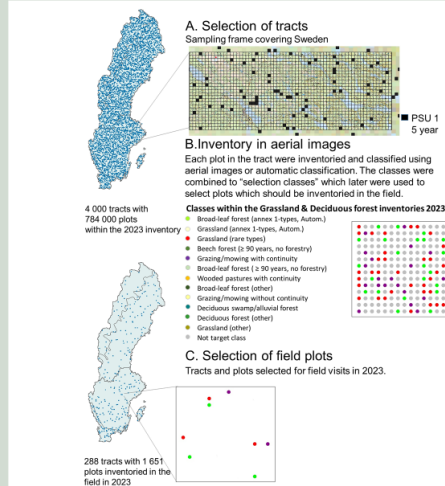 A. Selection of tracts
Sampling frame covering Sweden
PSU 1
5 year
B.Inventory in aerial images
Each plot in the tract were inventoried and classified using
aerial images or automatic classification. The classes were
combined to "selection classes" which later were used to
select plots which should be inventoried in the field.
4 000 tracts with
784 000 plots
within the 2023 inventory
Classes within the Grassland & Deciduous forest inventories 2023
Broad-leaf forest (annex 1-types, Autom.)
Grassland (annex 1-types, Autom.)
Grassland (rare types)
Beech forest (≥ 90 years, no forestry)
Grazing/mowing with continuity
Broad-leaf forest (≥ 90 years, no forestry)
Wooded pastures with continuity
Broad-leaf forest (other)
Grazing/mowing without continuity
Deciduous swamp/alluvial forest
Deciduous forest (other)
Grassland (other)
Not target class
C. Selection of field plots
Tracts and plots selected for field visits in 2023.
288 tracts with 1 651
plots inventoried in the
field in 2023